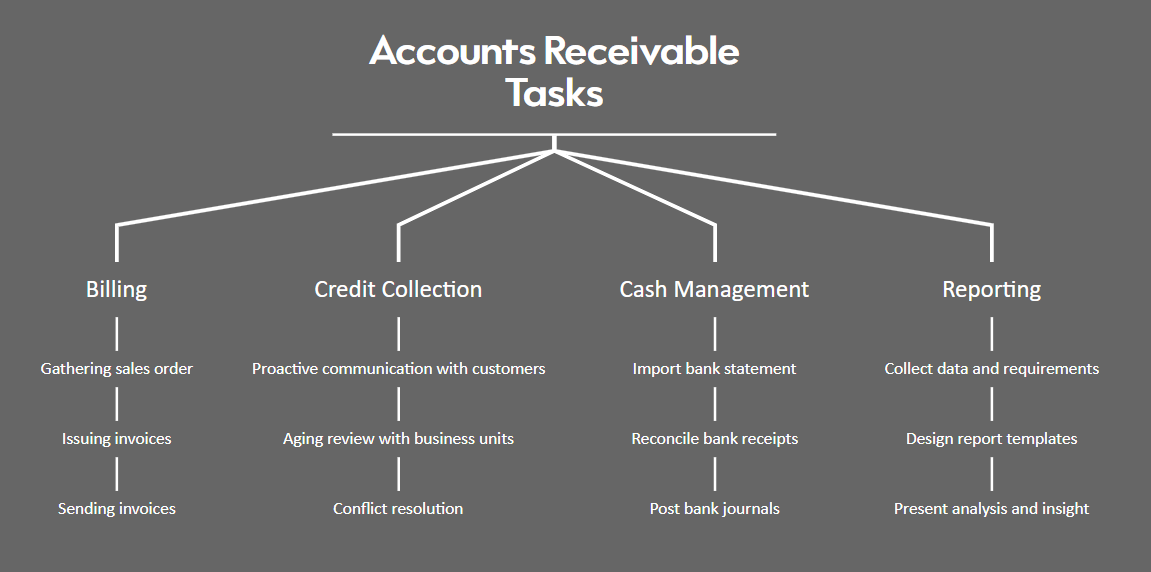 Accounts Receivable
Tasks
Billing
Gathering sales order
Issuing invoices
Sending invoices
Credit Collection
Proactive communication with customers
Aging review with business units
Conflict resolution
Cash Management
Import bank statement
Reconcile bank receipts
Post bank journals
Reporting
Collect data and requirements
Design report templates
Present analysis and insight